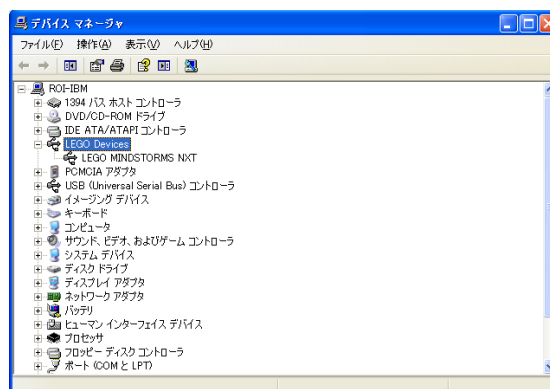 デバイス マネージャ
ファイル(F) 操作(A) 表示(V) ヘルプ(H)
ROI-IBM
1394 バス ホスト コントローラ
DVD/CD-ROM ドライブ
IDE ATA/ATAPI コントローラ
LEGO Devices
LEGO MINDSTORMS NXT
PCMCIA アダプタ
USB (Universal Serial Bus) コントローラ
イメージング デバイス
キーボード
コンピュータ
サウンド、ビデオ、およびゲーム コントローラ
システム デバイス
ディスク ドライブ
ディスプレイ アダプタ
ネットワーク アダプタ
バッテリ
ヒューマン インターフェイス デバイス
プロセッサ
フロッピー ディスク コントローラ
ポート (COM と LPT)